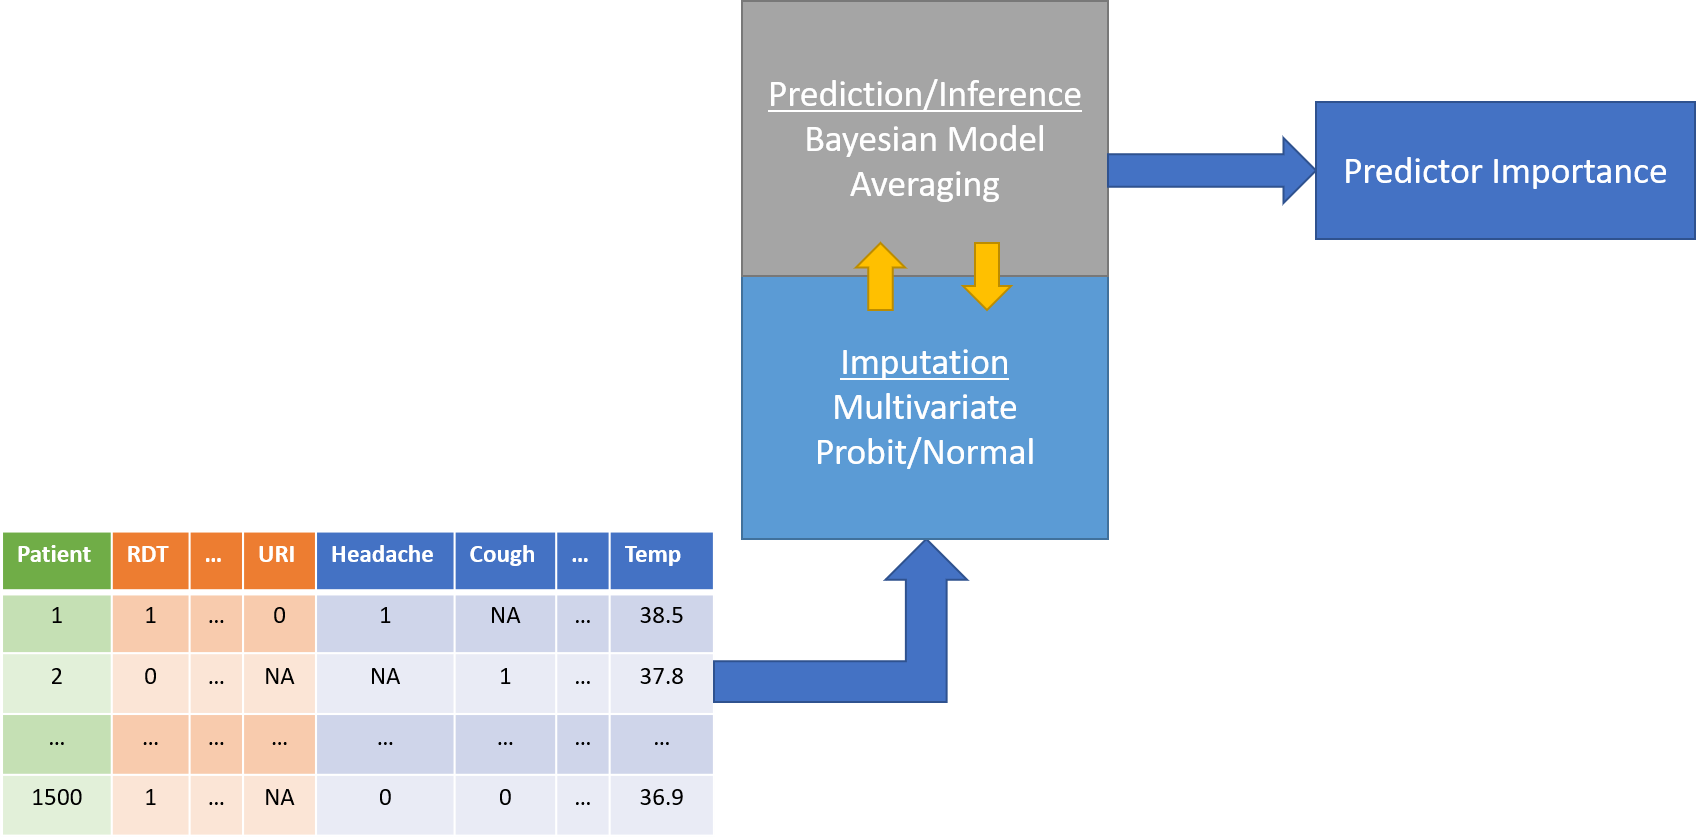 Prediction/Inference
Bayesian Model
Averaging
Predictor Importance
Imputation
Multivariate
Probit/Normal
Patient RDT ... URI Headache Cough ... Temp
1 1 ... 0 1 NA ... 38.5
2 0 ... NA NA 1 ... 37.8
... ... ... ... ... ... ... ...
1500 1 ... NA 0 0 ... 36.9